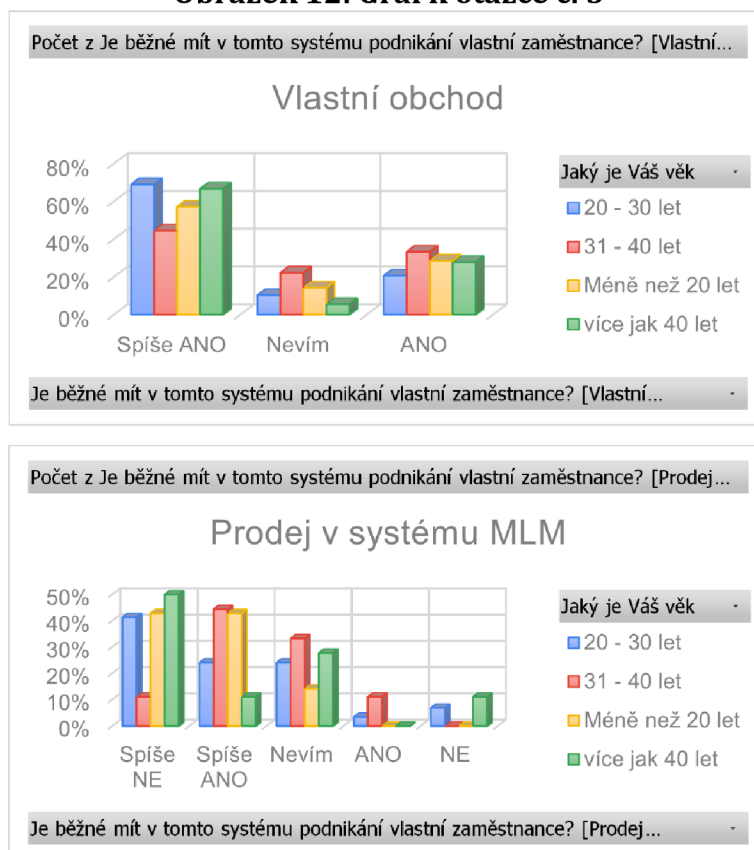 Počet z Je běžné mít v tomto systému podnikání vlastní zaměstnance? [Vlastní...
Vlastní obchod
80%
60%
40%
20%
0%
Spíše ANO
Nevím
ANO
Jaký je Váš věk
20 - 30 let
31 - 40 let
Méně než 20 let
více jak 40 let
Je běžné mít v tomto systému podnikání vlastní zaměstnance? [Vlastní...
Počet z Je běžné mít v tomto systému podnikání vlastní zaměstnance? [Prodej...
Prodej v systému MLM
50%
40%
30%
20%
10%
0%
Spíše
NE
Spíše
ANO
Nevím
ANO
NE
Jaký je Váš věk
20 - 30 let
31 - 40 let
Méně než 20 let
více jak 40 let
Je běžné mít v tomto systému podnikání vlastní zaměstnance? [Prodej...